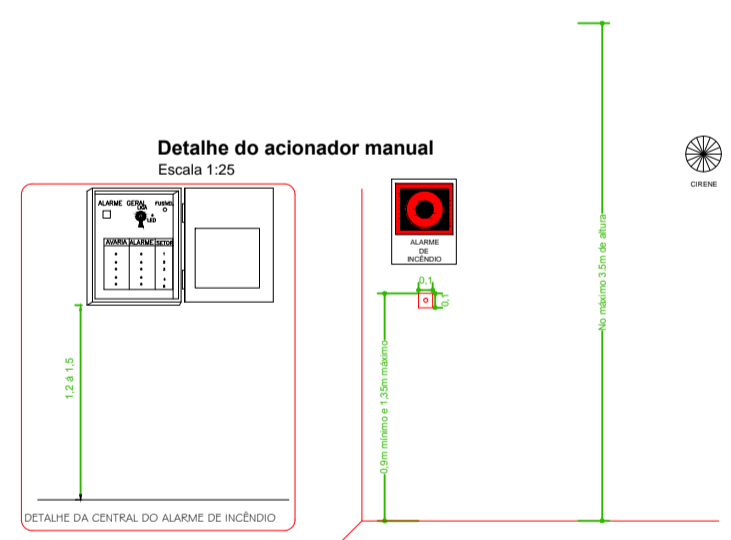 Detalhe do acionador manual
Escala 1:25
ALARME GERAL
LIGA
FUSIVEL
LED
AVARIA ALARME SETOR
1,2 á 1,5
DETALHE DA CENTRAL DO ALARME DE INCÊNDIO
ALARME
DE
INCÊNDIO
0,1
0,1
0,9m mínimo e 1,35m máximo
No máximo 3.5m de altura
CIRENE